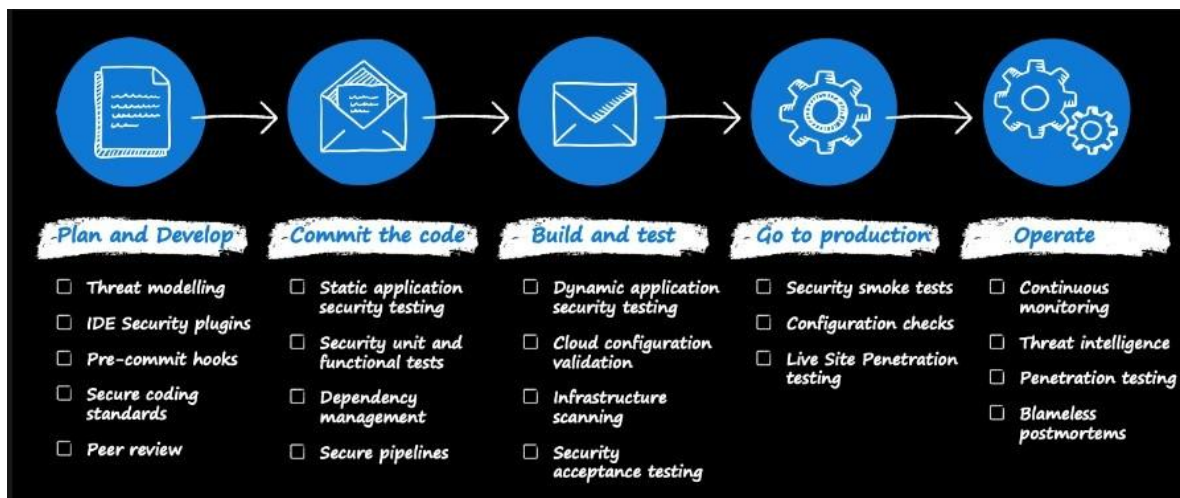 Plan and Develop
Threat modelling
IDE Security plugins
Pre-commit hooks
Secure coding
standards
Peer review
Commit the code
Static application
security testing
Security unit and
functional tests
Dependency
management
Secure pipelines
Build and test
Dynamic application
security testing
Cloud configuration
validation
Infrastructure
scanning
Security
acceptance testing
Go to production
Security smoke tests
Configuration checks
Live Site Penetration
testing
Operate
Continuous
monitoring
Threat intelligence
Penetration testing
Blameless
postmortems